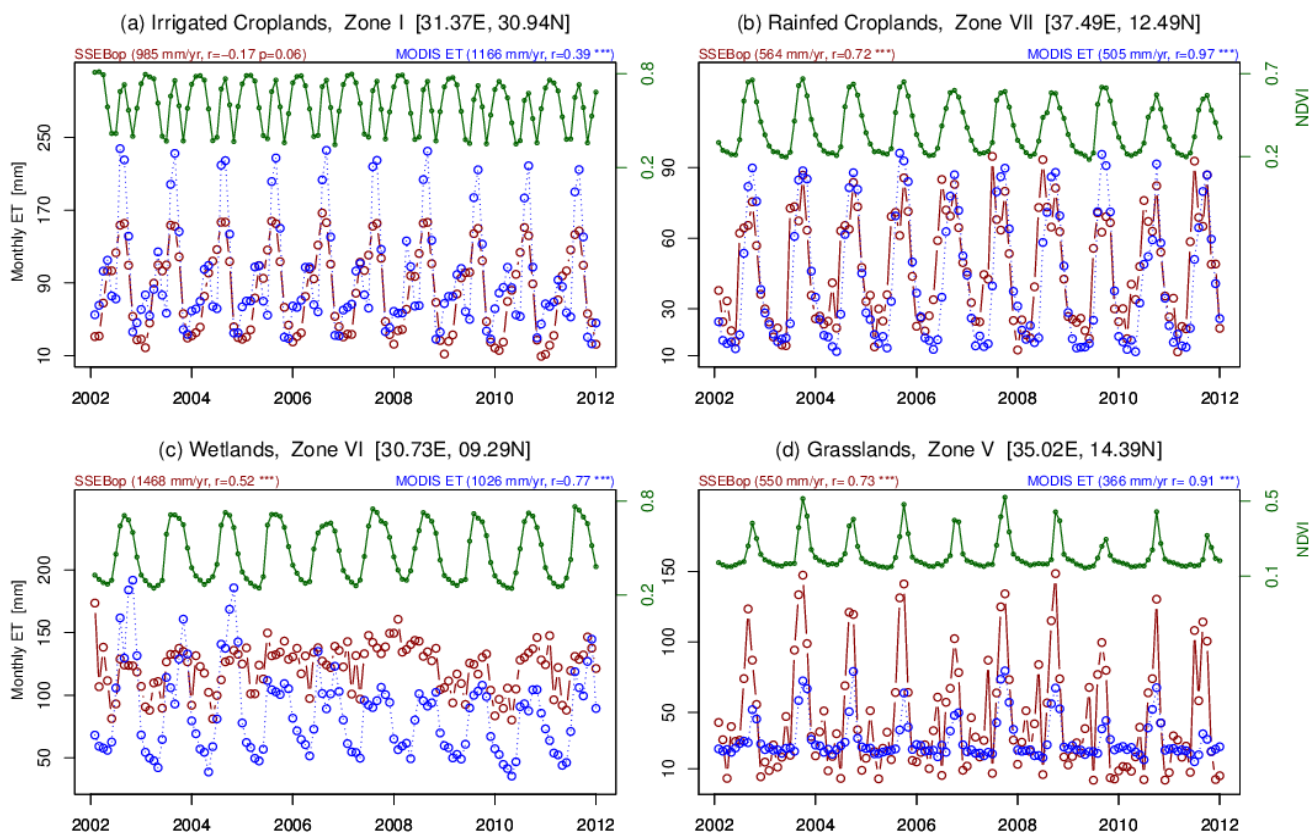 (a) Irrigated Croplands, Zone I [31.37E, 30.94N]
SSEBop (985 mm/yr, r=−0.17 p=0.06)
MODIS ET (1166 mm/yr, r=0.39 ***)
Monthly ET [mm]
250
170
90
10
0.8
0.2
2002 2004 2006 2008 2010 2012
(b) Rainfed Croplands, Zone VII [37.49E, 12.49N]
SSEBop (564 mm/yr, r=0.72 ***)
MODIS ET (505 mm/yr, r=0.97 ***)
90
60
30
10
0.7
0.2
NDVI
2002 2004 2006 2008 2010 2012
(c) Wetlands, Zone VI [30.73E, 09.29N]
SSEBop (1468 mm/yr, r=0.52 ***)
MODIS ET (1026 mm/yr, r=0.77 ***)
Monthly ET [mm]
200
150
100
50
0.8
0.2
2002 2004 2006 2008 2010 2012
(d) Grasslands, Zone V [35.02E, 14.39N]
SSEBop (550 mm/yr, r= 0.73 ***)
MODIS ET (366 mm/yr r= 0.91 ***)
150
100
50
10
0.5
0.1
NDVI
2002 2004 2006 2008 2010 2012